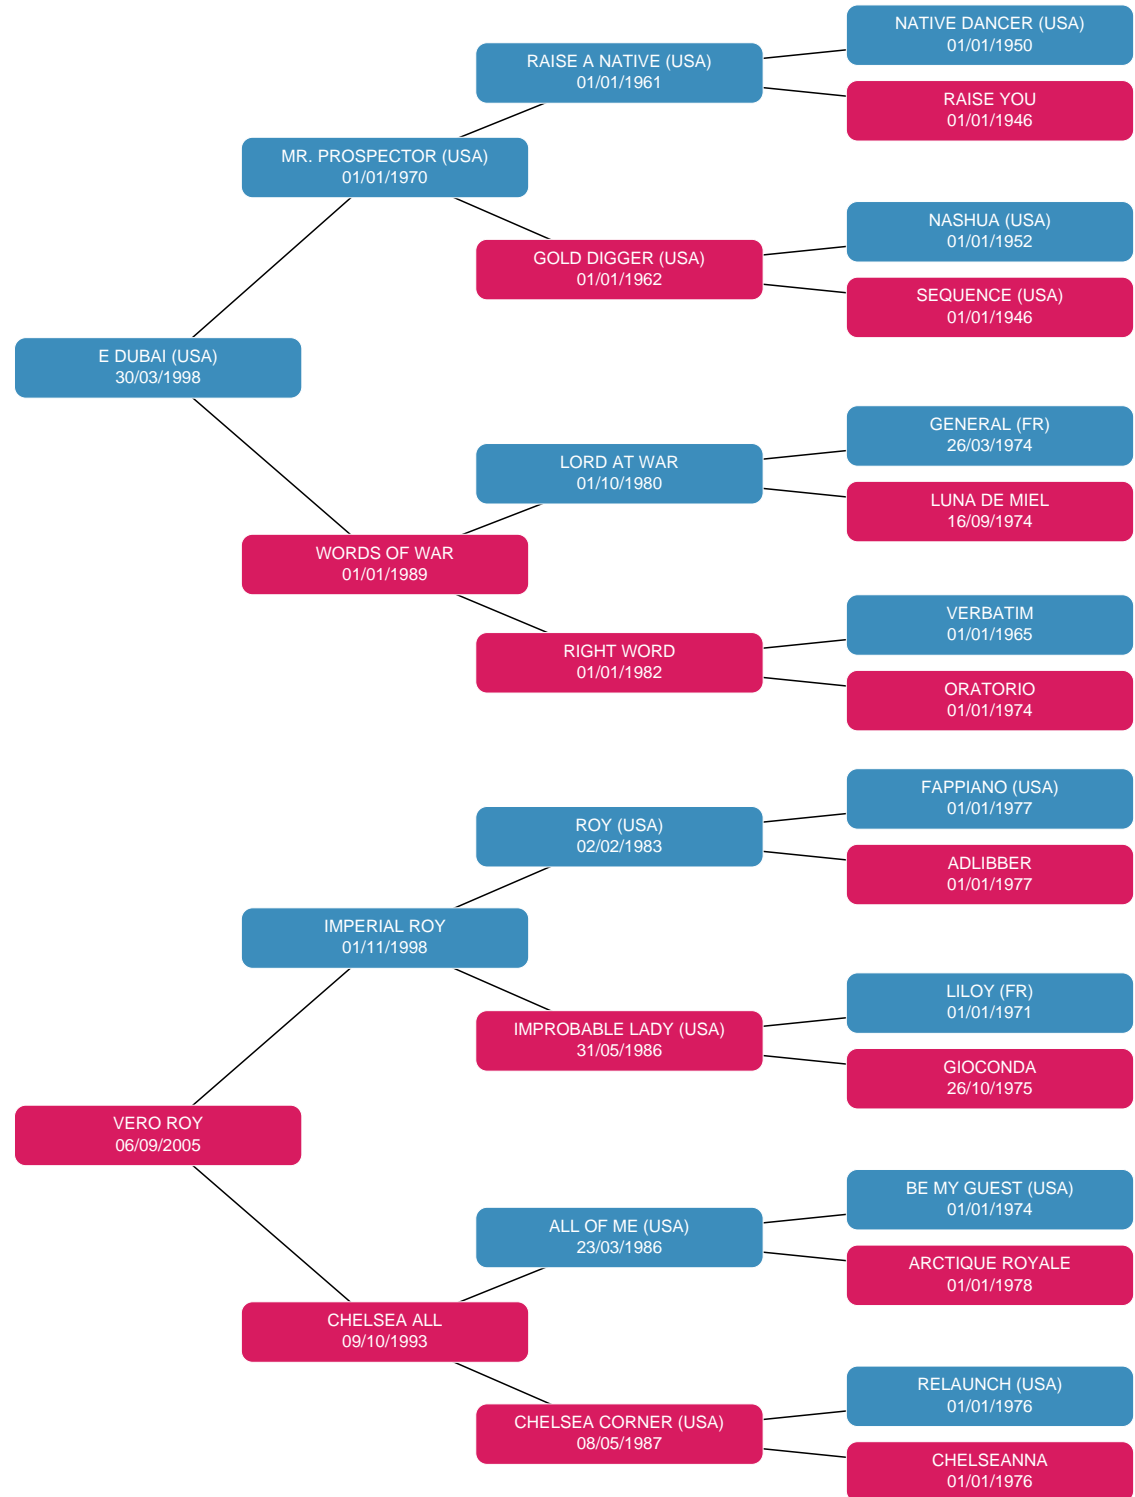 NATIVE DANCER (USA)
01/01/1950
RAISE A NATIVE (USA)
01/01/1961
RAISE YOU
01/01/1946
MR. PROSPECTOR (USA)
01/01/1970
NASHUA (USA)
01/01/1952
GOLD DIGGER (USA)
01/01/1962
SEQUENCE (USA)
01/01/1946
E DUBAI (USA)
30/03/1998
GENERAL (FR)
26/03/1974
LORD AT WAR
01/10/1980
LUNA DE MIEL
16/09/1974
WORDS OF WAR
01/01/1989
VERBATIM
01/01/1965
RIGHT WORD
01/01/1982
ORATORIO
01/01/1974
FAPPIANO (USA)
01/01/1977
ROY (USA)
02/02/1983
ADLIBBER
01/01/1977
IMPERIAL ROY
01/11/1998
LILOY (FR)
01/01/1971
IMPROBABLE LADY (USA)
31/05/1986
GIOCONDA
26/10/1975
VERO ROY
06/09/2005
BE MY GUEST (USA)
01/01/1974
ALL OF ME (USA)
23/03/1986
ARCTIQUE ROYALE
01/01/1978
CHELSEA ALL
09/10/1993
RELAUNCH (USA)
01/01/1976
CHELSEA CORNER (USA)
08/05/1987
CHELSEANNA
01/01/1976